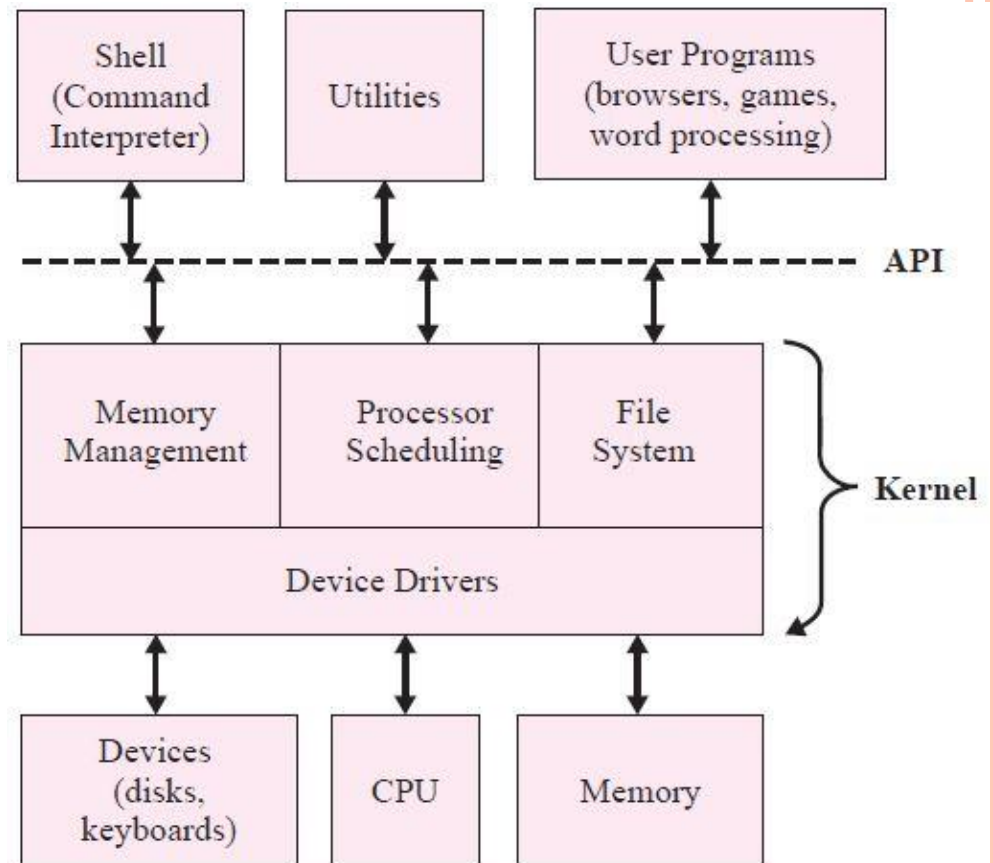 Shell
(Command
Interpreter)
Utilities
User Programs
(browsers, games,
word processing)
API
Memory
Management
Processor
Scheduling
File
System
Kernel
Device Drivers
Devices
(disks,
keyboards)
CPU
Memory